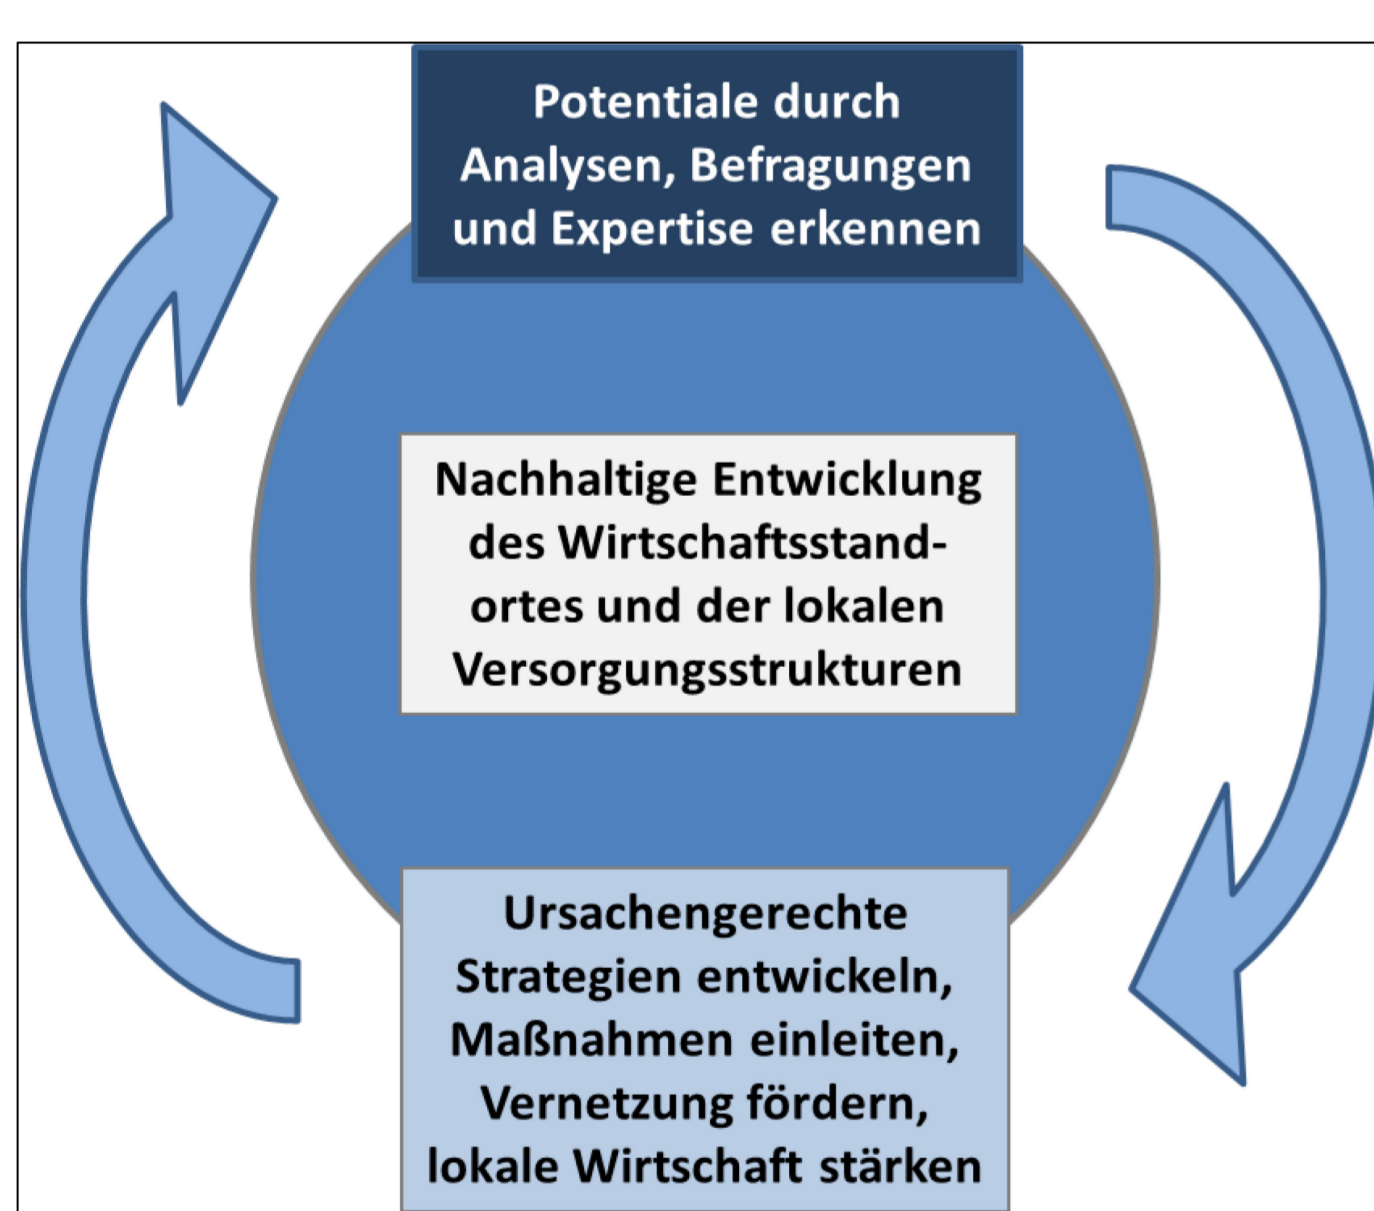 Potentiale durch
Analysen, Befragungen
und Expertise erkennen
Nachhaltige Entwicklung
des Wirtschaftsstand-
ortes und der lokalen
Versorgungsstrukturen
Ursachengerechte
Strategien entwickeln,
Maßnahmen einleiten,
Vernetzung fördern,
lokale Wirtschaft stärken